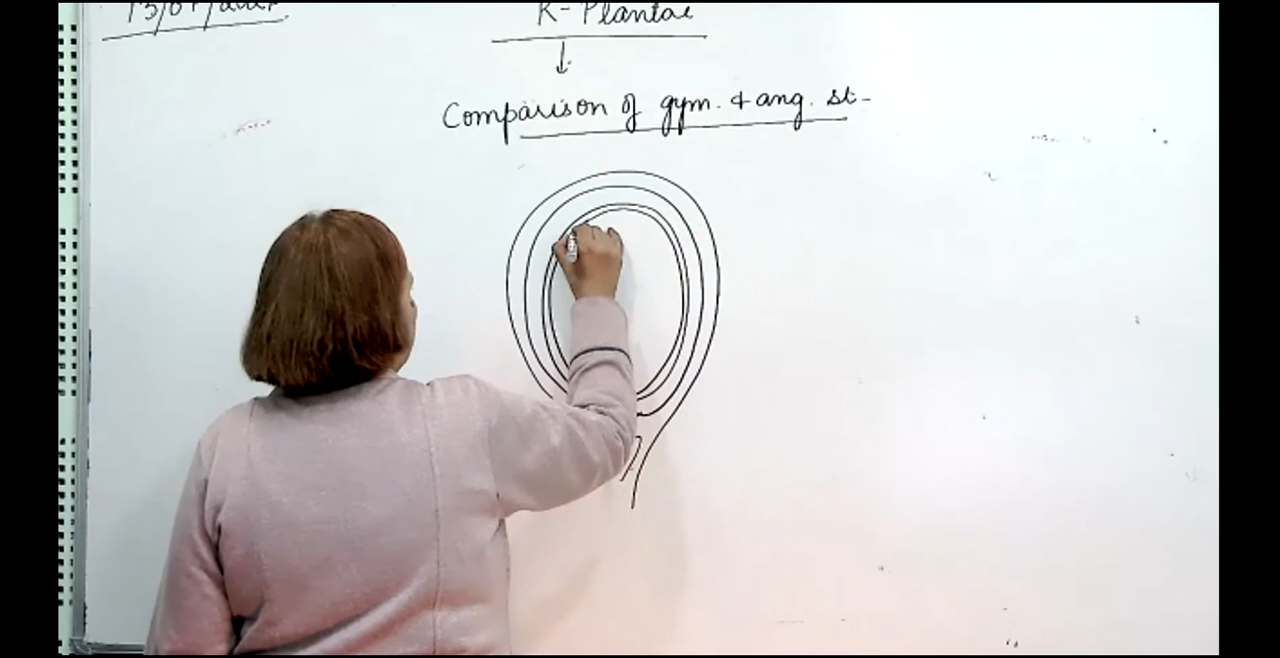 K- Plantae
Comparison of gym. & ang. st-